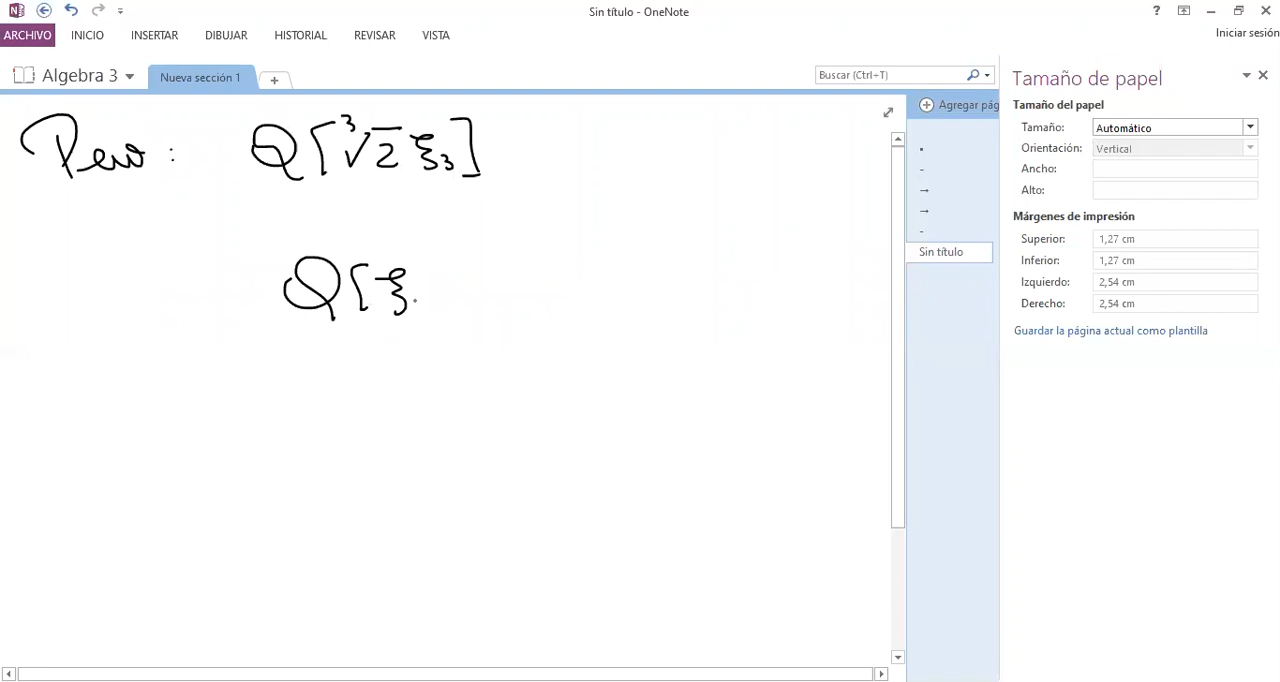 Sin título - OneNote
?
ARCHIVO INICIO INSERTAR DIBUJAR HISTORIAL REVISAR VISTA
Iniciar sesión
Algebra 3
Nueva sección 1
+
Buscar (Ctrl+T)
Agregar pág
-
→
→
-
Sin título
Pero : Q[∛2 ξ₃]
Q[ξ
Tamaño de papel
Tamaño del papel
Tamaño: Automático
Orientación: Vertical
Ancho:
Alto:
Márgenes de impresión
Superior: 1,27 cm
Inferior: 1,27 cm
Izquierdo: 2,54 cm
Derecho: 2,54 cm
Guardar la página actual como plantilla